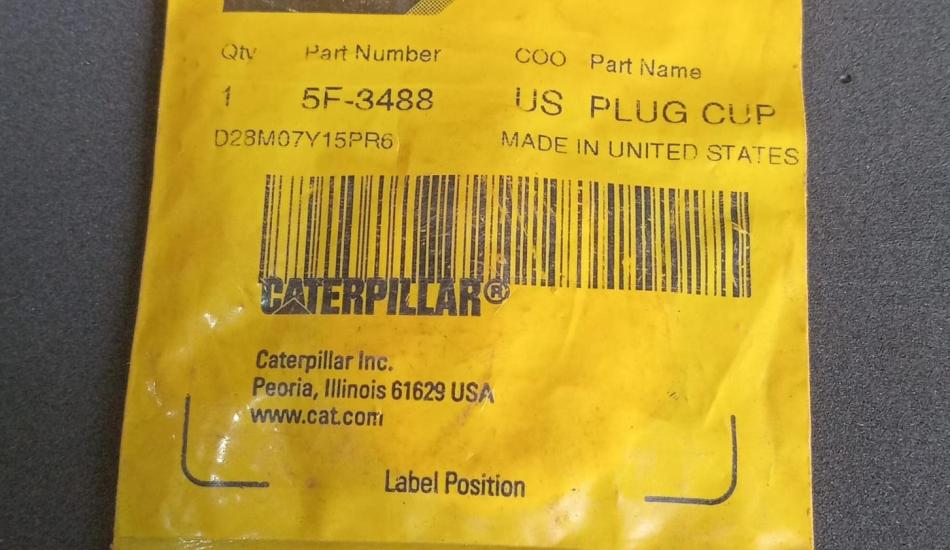 Qty Part Number COO Part Name
1 5F-3488 US PLUG CUP
D28M07Y15PR6 MADE IN UNITED STATES
CATERPILLAR®
Caterpillar Inc.
Peoria, Illinois 61629 USA
www.cat.com
Label Position